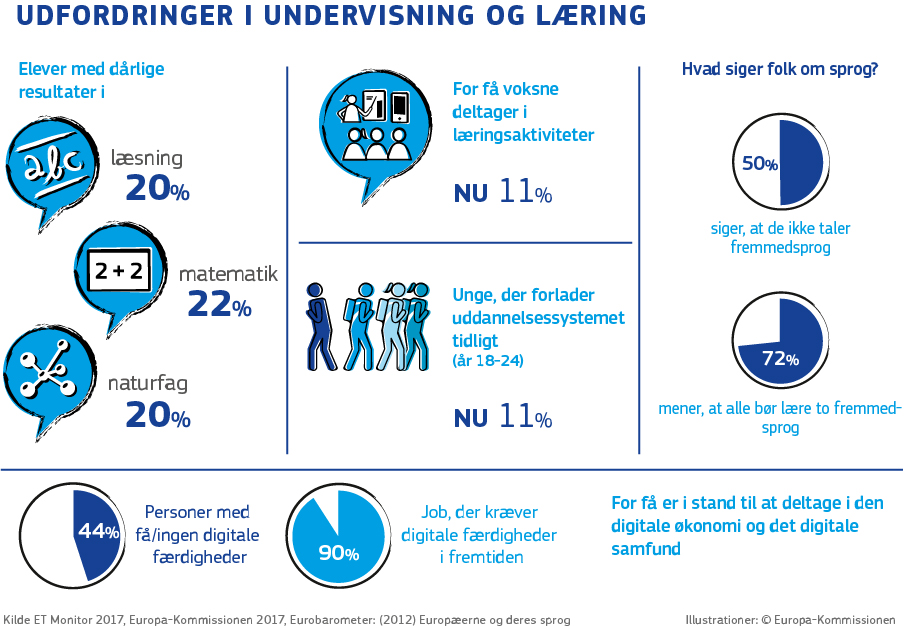 UDFORDRINGER I UNDERVISNING OG LÆRING
Elever med dårlige
resultater i
abc
læsning
20%
2 + 2
matematik
22%
naturfag
20%
For få voksne
deltager i
læringsaktiviteter
NU 11%
Unge, der forlader
uddannelsessystemet
tidligt
(år 18-24)
NU 11%
Hvad siger folk om sprog?
50%
siger, at de ikke taler
fremmedsprog
72%
mener, at alle bør lære to fremmed-
sprog
44%
Personer med
få/ingen digitale
færdigheder
90%
Job, der kræver
digitale færdigheder
i fremtiden
For få er i stand til at deltage i den
digitale økonomi og det digitale
samfund
Kilde ET Monitor 2017, Europa-Kommissionen 2017, Eurobarometer: (2012) Europæerne og deres sprog
Illustrationer: © Europa-Kommissionen